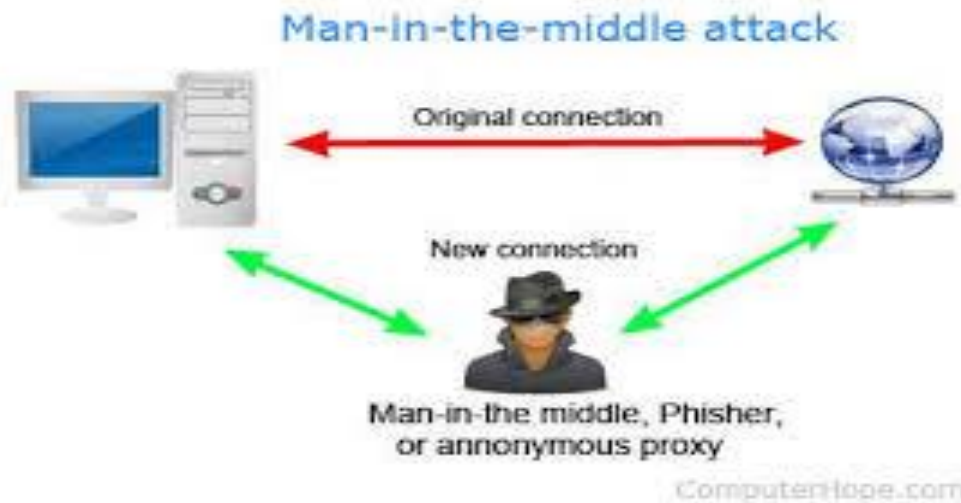 Man-in-the-middle attack
Original connection
New connection
Man-in-the middle, Phisher,
or annonymous proxy
ComputerHope.com